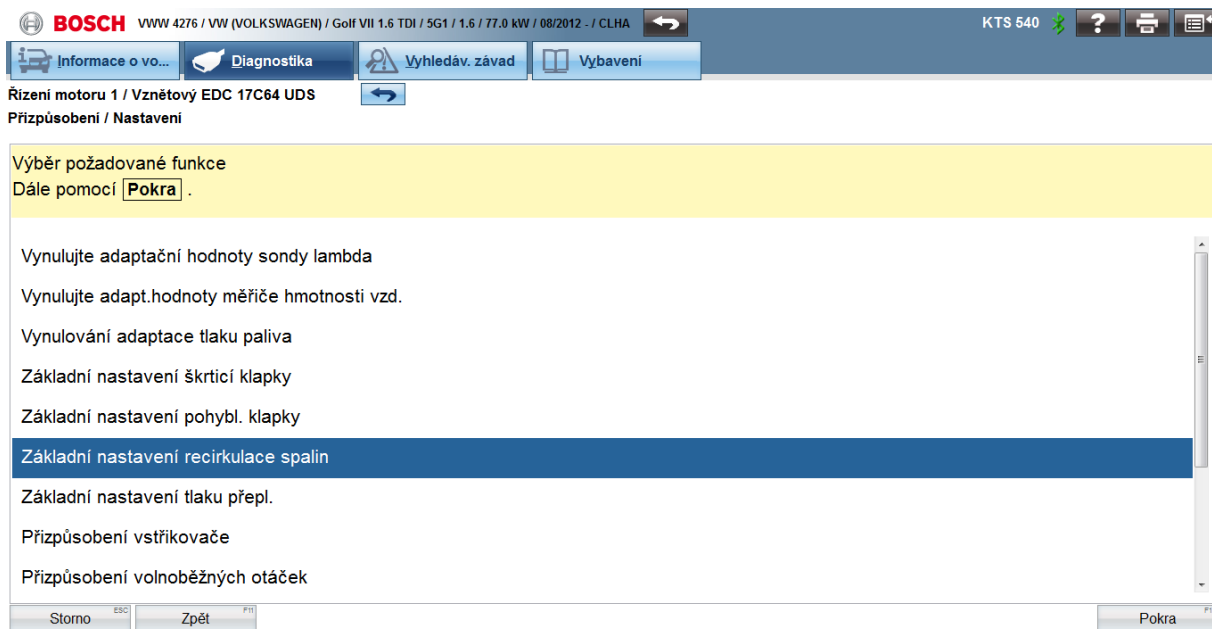 BOSCH VWW 4276 / VW (VOLKSWAGEN) / Golf VII 1.6 TDI / 5G1 / 1.6 / 77.0 kW / 08/2012 - / CLHA KTS 540 ?
Informace o vo... Diagnostika Vyhledáv. závad Vybavení
Řízení motoru 1 / Vznětový EDC 17C64 UDS
Přizpůsobení / Nastavení
Výběr požadované funkce
Dále pomocí Pokra .
Vynulujte adaptační hodnoty sondy lambda
Vynulujte adapt.hodnoty měřiče hmotnosti vzd.
Vynulování adaptace tlaku paliva
Základní nastavení škrticí klapky
Základní nastavení pohybl. klapky
Základní nastavení recirkulace spalin
Základní nastavení tlaku přepl.
Přizpůsobení vstřikovače
Přizpůsobení volnoběžných otáček
Storno ESC Zpět F11 Pokra